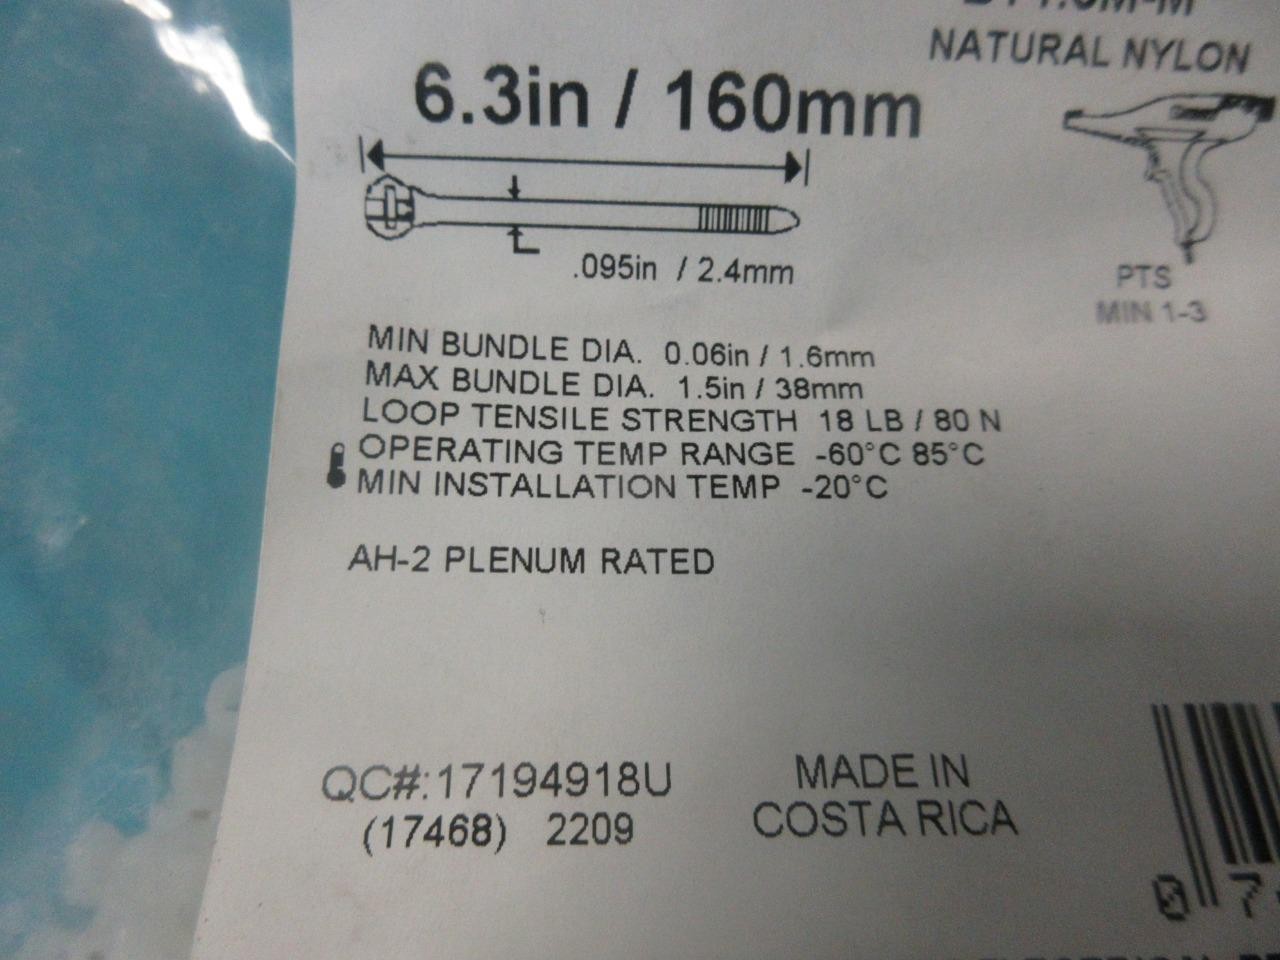 NATURAL NYLON
6.3in / 160mm
.095in / 2.4mm
PTS
MIN 1-3
MIN BUNDLE DIA. 0.06in / 1.6mm
MAX BUNDLE DIA. 1.5in / 38mm
LOOP TENSILE STRENGTH 18 LB / 80 N
OPERATING TEMP RANGE -60°C 85°C
MIN INSTALLATION TEMP -20°C
AH-2 PLENUM RATED
QC#:17194918U
(17468) 2209
MADE IN
COSTA RICA
0 7